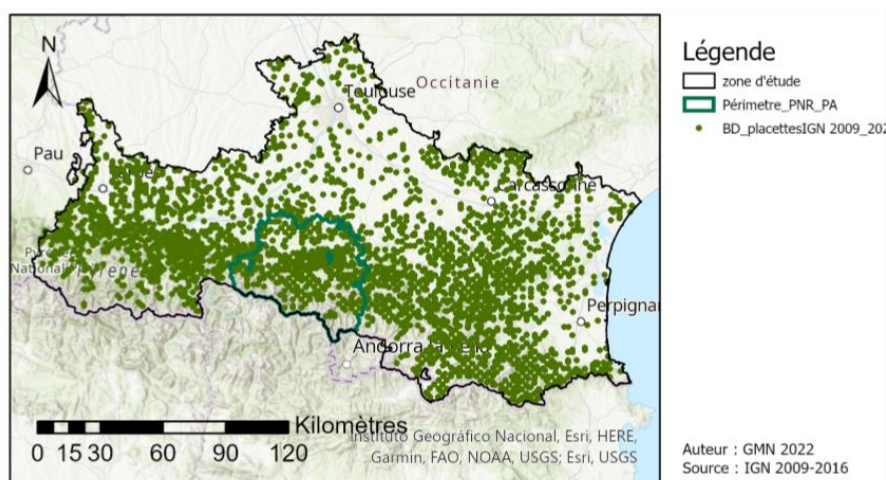 N
Toulouse
Occitanie
Pau
Carcassonne
National
Perpignan
Andorra la Vella
Kilomètres
0 15 30 60 90 120
Instituto Geográfico Nacional, Esri, HERE,
Garmin, FAO, NOAA, USGS; Esri, USGS
Légende
zone d'étude
Périmetre_PNR_PA
BD_placettesIGN 2009_202
Auteur : GMN 2022
Source : IGN 2009-2016